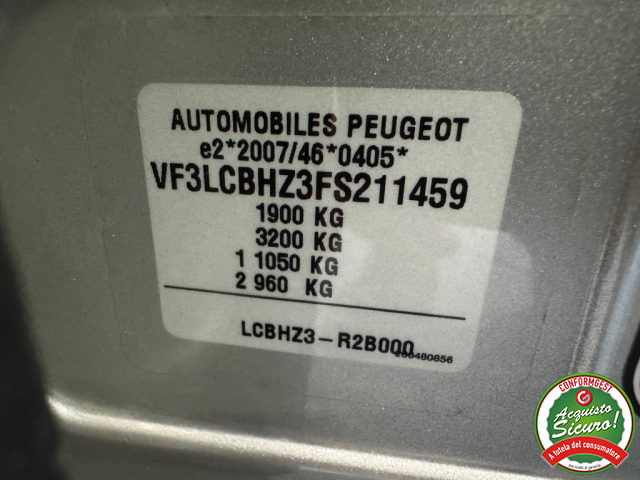 AUTOMOBILES PEUGEOT
e2*2007/46*0405*
VF3LCBHZ3FS211459
1900 KG
3200 KG
1 1050 KG
2 960 KG
LCBHZ3-R2B000
CONFORMGEST
Acquisto
Sicuro!
A tutela del consumatore